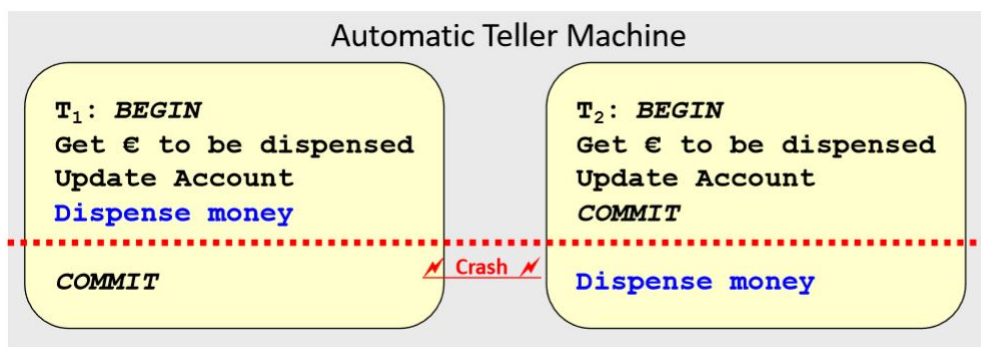 Automatic Teller Machine
T₁: BEGIN
Get € to be dispensed
Update Account
Dispense money
COMMIT
T₂: BEGIN
Get € to be dispensed
Update Account
COMMIT
Dispense money
Crash